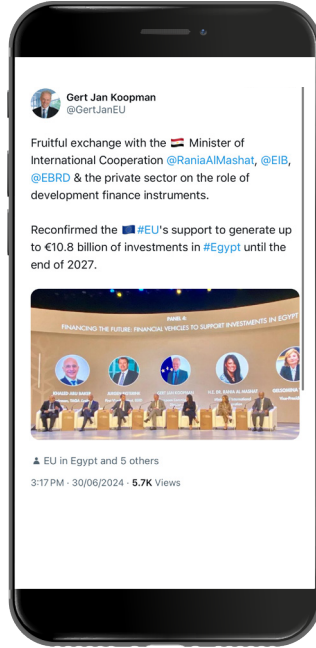 Gert Jan Koopman
@GertJanEU
Fruitful exchange with the 🇪🇬 Minister of
International Cooperation @RaniaAlMashat, @EIB,
@EBRD & the private sector on the role of
development finance instruments.
Reconfirmed the 🇪🇺 #EU's support to generate up
to €10.8 billion of investments in #Egypt until the
end of 2027.
PANEL 4:
FINANCING THE FUTURE: FINANCIAL VEHICLES TO SUPPORT INVESTMENTS IN EGYPT
GERT JAN KOOPMAN
H.E. DR. RANIA AL MASHAT
EU in Egypt and 5 others
3:17 PM · 30/06/2024 · 5.7K Views